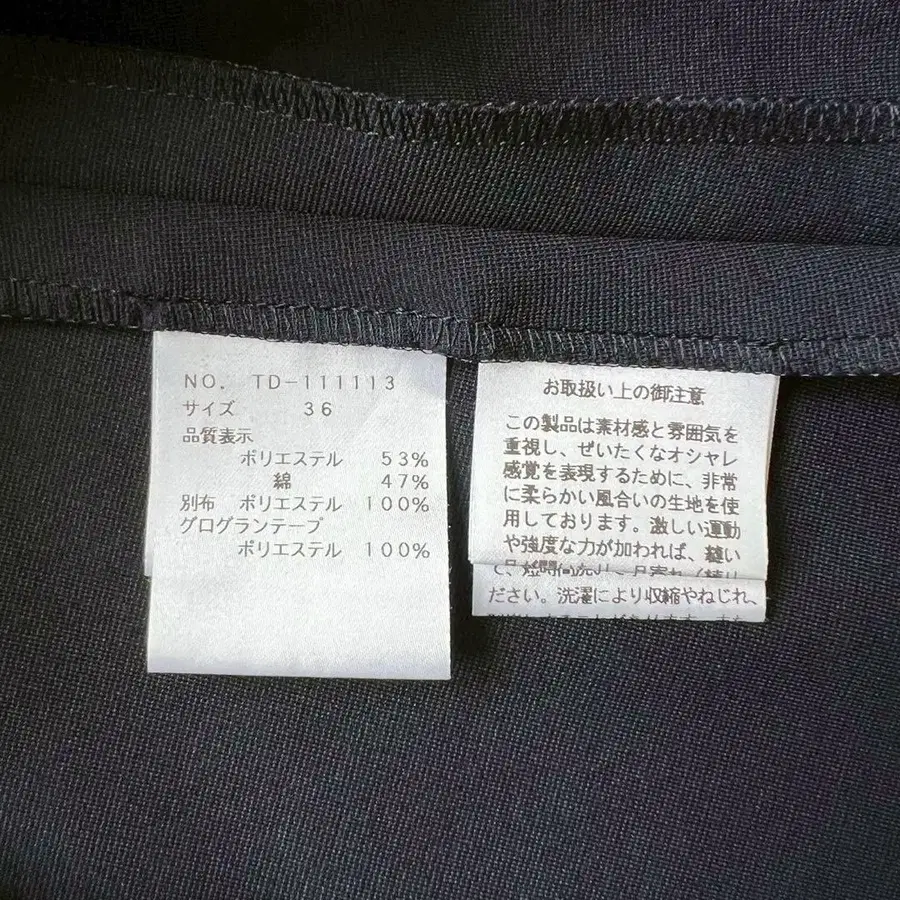 NO. TD-111113
サイズ 36
品質表示
ポリエステル 53%
綿 47%
別布 ポリエステル 100%
グログランテープ
ポリエステル 100%
お取扱い上の御注意
この製品は素材感と雰囲気を
重視し、ぜいたくなオシャレ
感覚を表現するために、非常
に柔らかい風合いの生地を使
用しております。激しい運動
や強度な力が加われば、縫い
ださい。洗濯により収縮やねじれ、